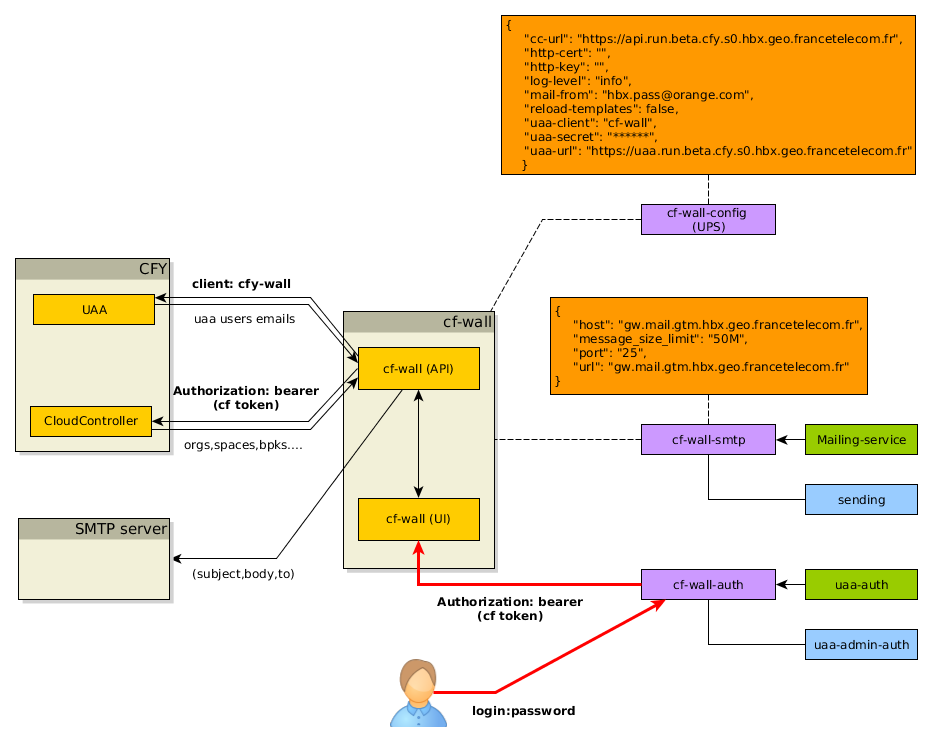 {
"cc-url": "https://api.run.beta.cfy.s0.hbx.geo.francetelecom.fr",
"http-cert": "",
"http-key": "",
"log-level": "info",
"mail-from": "hbx.pass@orange.com",
"reload-templates": false,
"uaa-client": "cf-wall",
"uaa-secret": "******",
"uaa-url": "https://uaa.run.beta.cfy.s0.hbx.geo.francetelecom.fr"
}
cf-wall-config
(UPS)
CFY
UAA
client: cfy-wall
uaa users emails
CloudController
Authorization: bearer
(cf token)
orgs,spaces,bpks....
cf-wall
cf-wall (API)
cf-wall (UI)
{
"host": "gw.mail.gtm.hbx.geo.francetelecom.fr",
"message_size_limit": "50M",
"port": "25",
"url": "gw.mail.gtm.hbx.geo.francetelecom.fr"
}
cf-wall-smtp
Mailing-service
sending
SMTP server
(subject,body,to)
cf-wall-auth
uaa-auth
uaa-admin-auth
Authorization: bearer
(cf token)
login:password